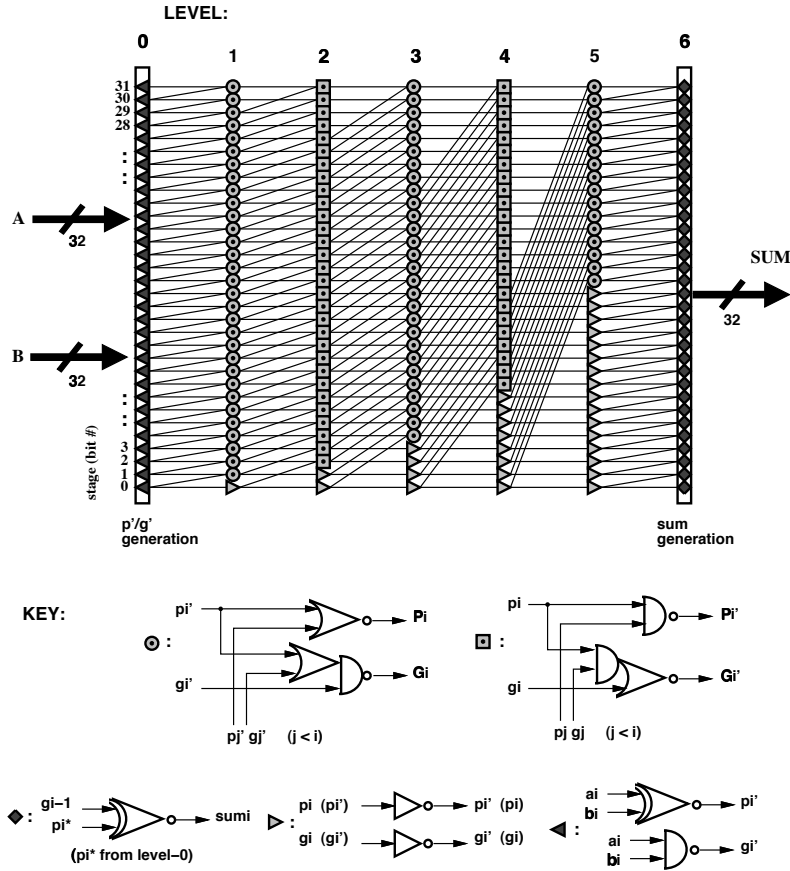 LEVEL:
0 1 2 3 4 5 6
31
30
29
28
:
:
A
32
SUM
32
B
32
:
:
3
2
1
0
stage (bit #)
p'/g'
generation
sum
generation
KEY:
pi'
Pi
:
gi'
Gi
pj' gj' (j < i)
pi
Pi'
:
gi
Gi'
pj gj (j < i)
:
gi−1
pi*
sumi
(pi* from level−0)
:
pi (pi')
pi' (pi)
gi (gi')
gi' (gi)
:
ai
bi
pi'
ai
bi
gi'